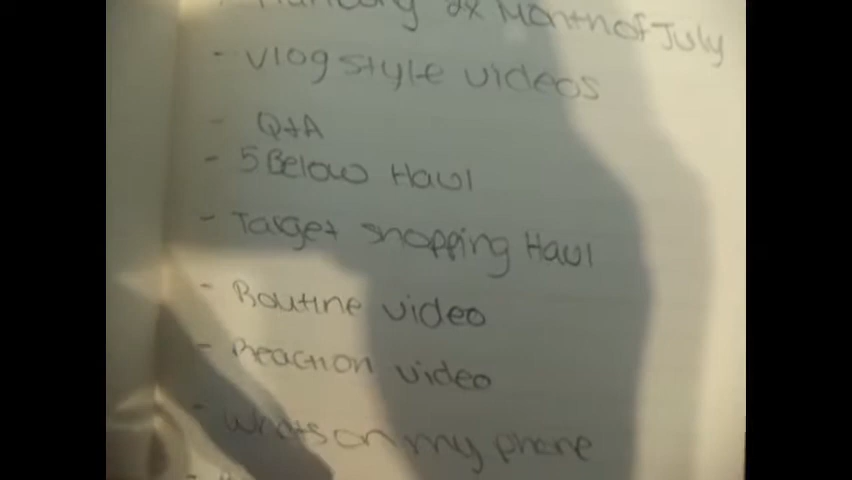 2x Month of July
- Vlog style videos
- Q+A
- 5 Below Haul
- Target shopping Haul
- Routine video
- Reaction video
- whats on my phone